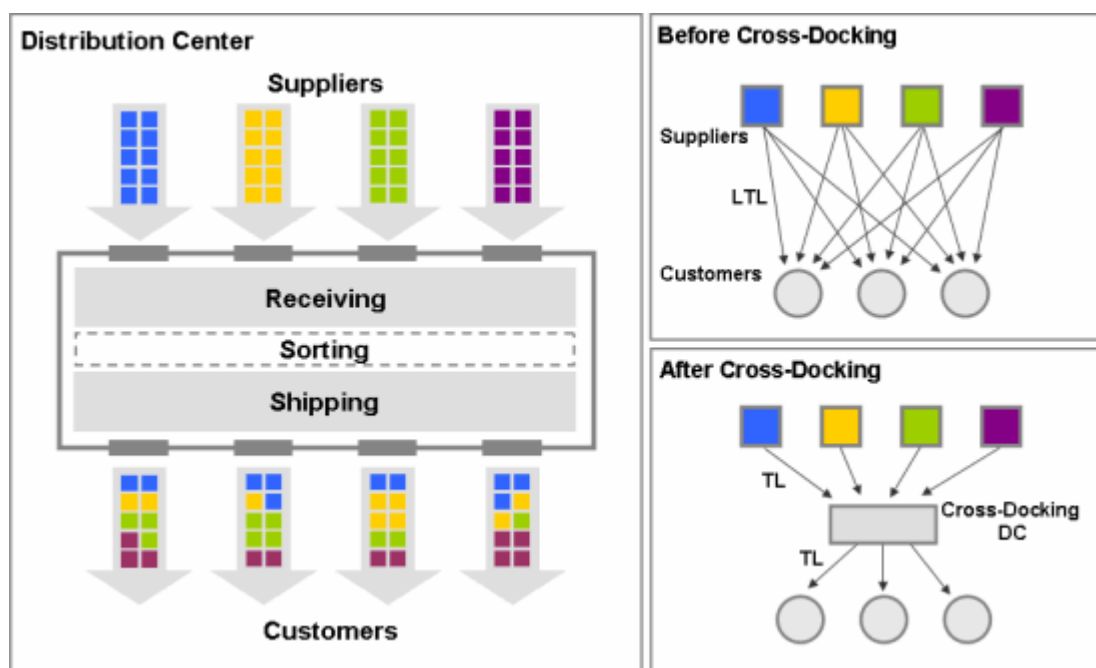 Distribution Center
Suppliers
Receiving
Sorting
Shipping
Customers
Before Cross-Docking
Suppliers
LTL
Customers
After Cross-Docking
TL
Cross-Docking
DC
TL